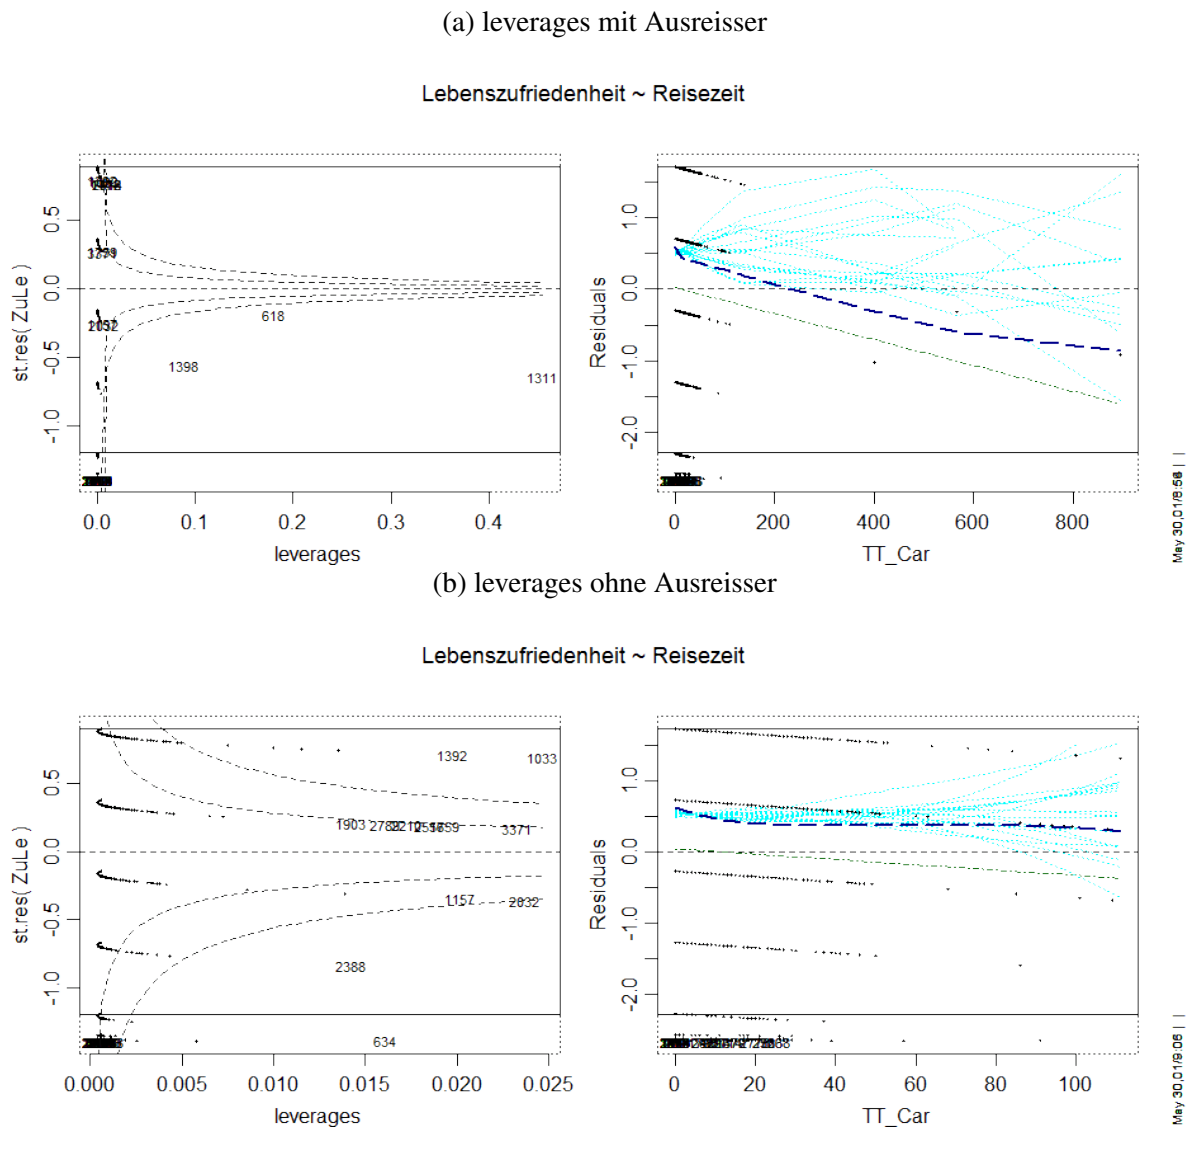 (a) leverages mit Ausreisser
Lebenszufriedenheit ~ Reisezeit
st.res( ZuLe )
0.5
0.0
-0.5
-1.0
618
1398
1311
0.0 0.1 0.2 0.3 0.4
leverages
Residuals
1.0
0.0
-1.0
-2.0
0 200 400 600 800
TT_Car
(b) leverages ohne Ausreisser
Lebenszufriedenheit ~ Reisezeit
st.res( ZuLe )
0.5
0.0
-0.5
-1.0
1392 1033
1903 3371
1157 2032
2388
634
0.000 0.005 0.010 0.015 0.020 0.025
leverages
Residuals
1.0
0.0
-1.0
-2.0
0 20 40 60 80 100
TT_Car
May 30,01/9:06 | |